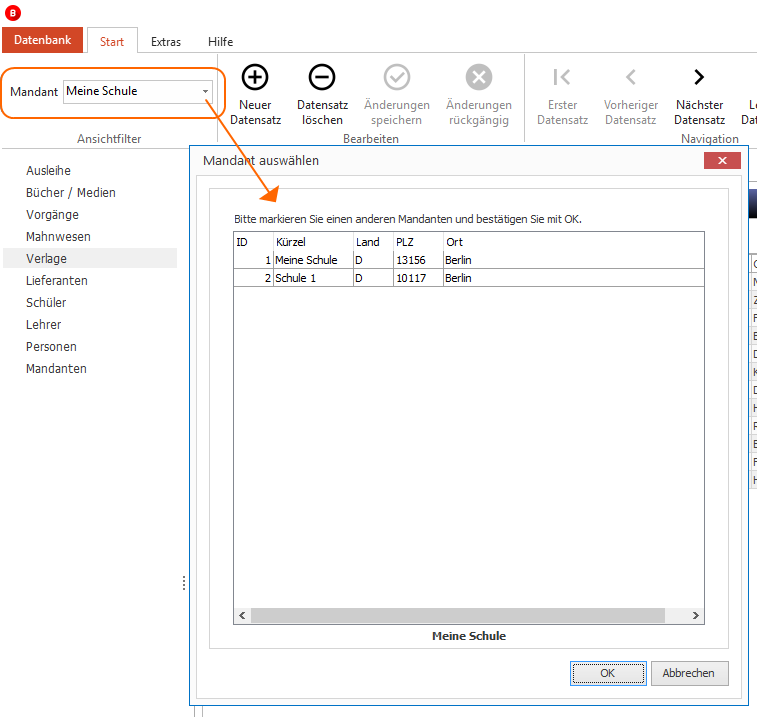 B
Datenbank Start Extras Hilfe
Mandant Meine Schule
Neuer Datensatz
Datensatz löschen
Änderungen speichern
Änderungen rückgängig
Erster Datensatz
Vorheriger Datensatz
Nächster Datensatz
Ansichtfilter Bearbeiten Navigation
Ausleihe
Bücher / Medien
Vorgänge
Mahnwesen
Verlage
Lieferanten
Schüler
Lehrer
Personen
Mandanten
Mandant auswählen
Bitte markieren Sie einen anderen Mandanten und bestätigen Sie mit OK.
ID Kürzel Land PLZ Ort
1 Meine Schule D 13156 Berlin
2 Schule 1 D 10117 Berlin
Meine Schule
OK Abbrechen